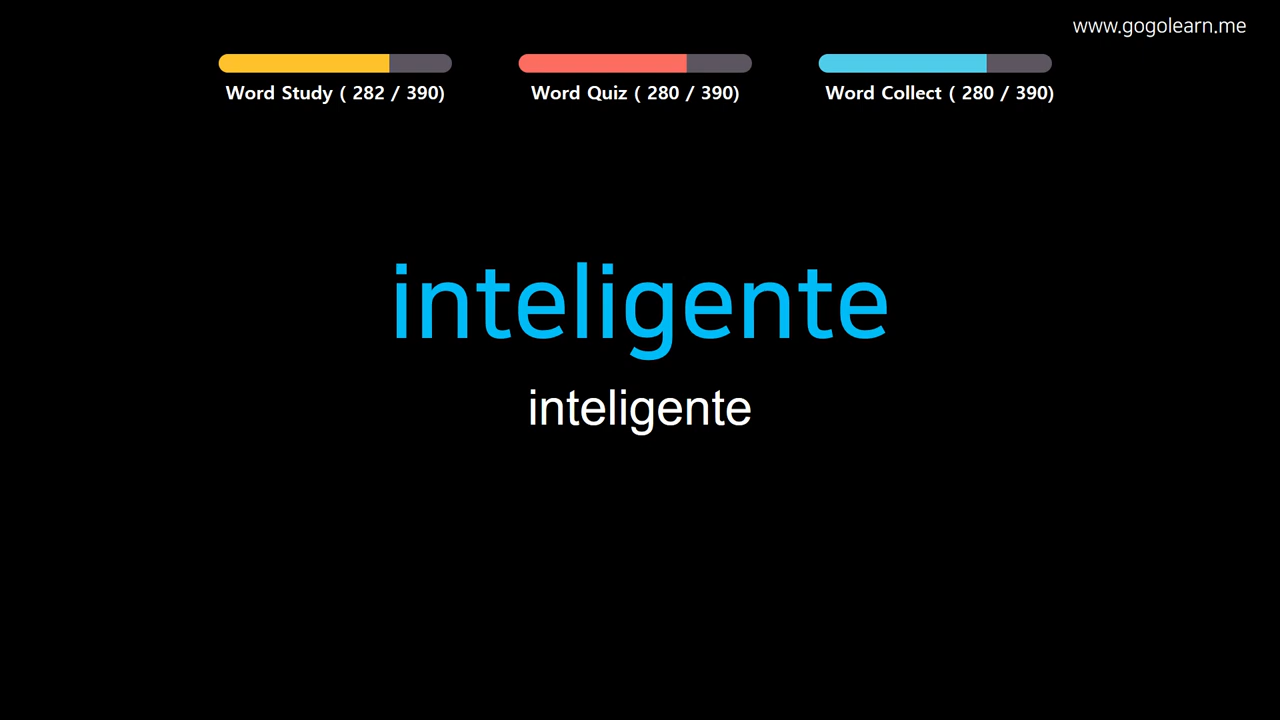 www.gogolearn.me
Word Study ( 282 / 390)
Word Quiz ( 280 / 390)
Word Collect ( 280 / 390)
inteligente
inteligente